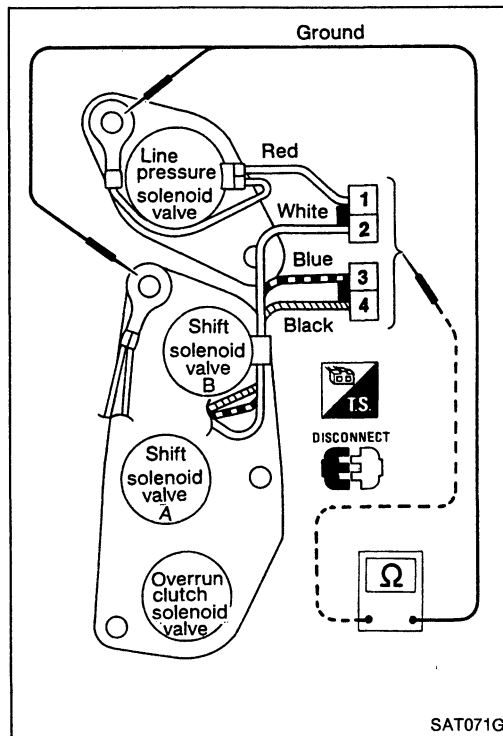 Ground
Line
pressure
solenoid
valve
Red
White
Blue
Black
1
2
3
4
Shift
solenoid
valve
B
T.S.
DISCONNECT
Shift
solenoid
valve
A
Ω
Overrun
clutch
solenoid
valve
SAT071G